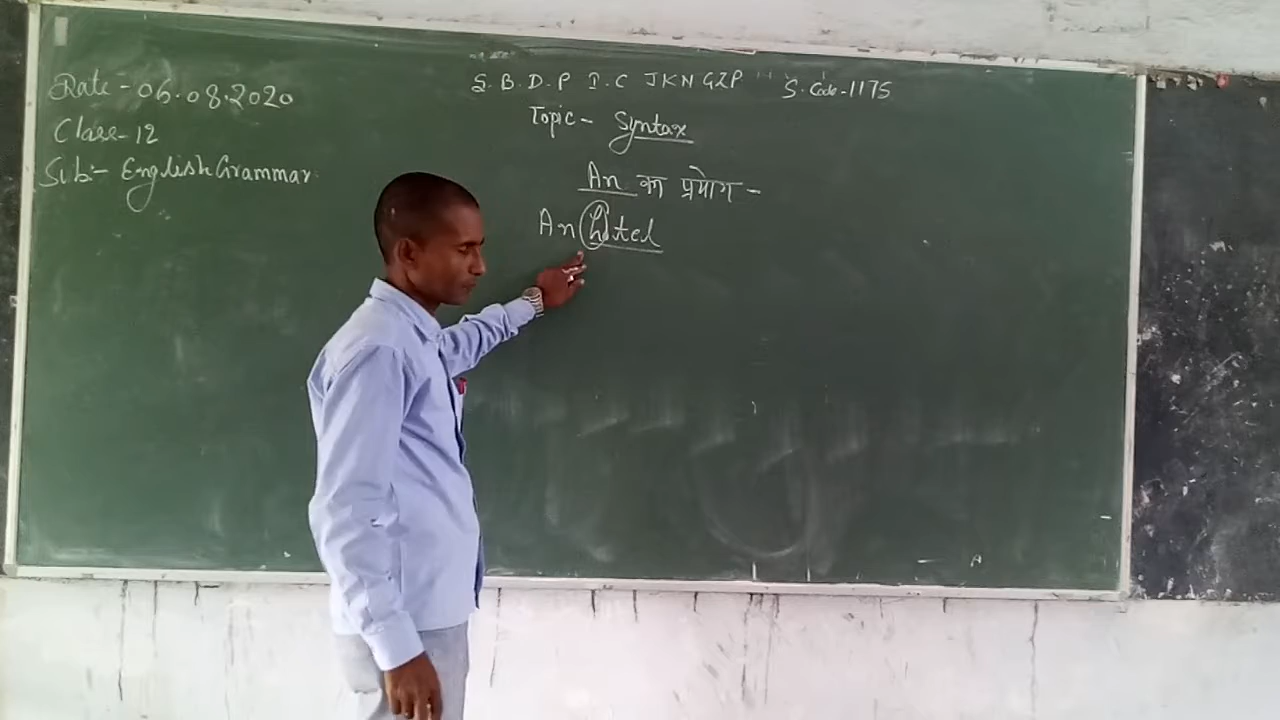 S. B. D. P I. C JKN GZP " S. Code-1175
Date - 06.08.2020
Class-12
Sub:- English Grammar
Topic - Syntax
An का प्रयोग -
An hotel